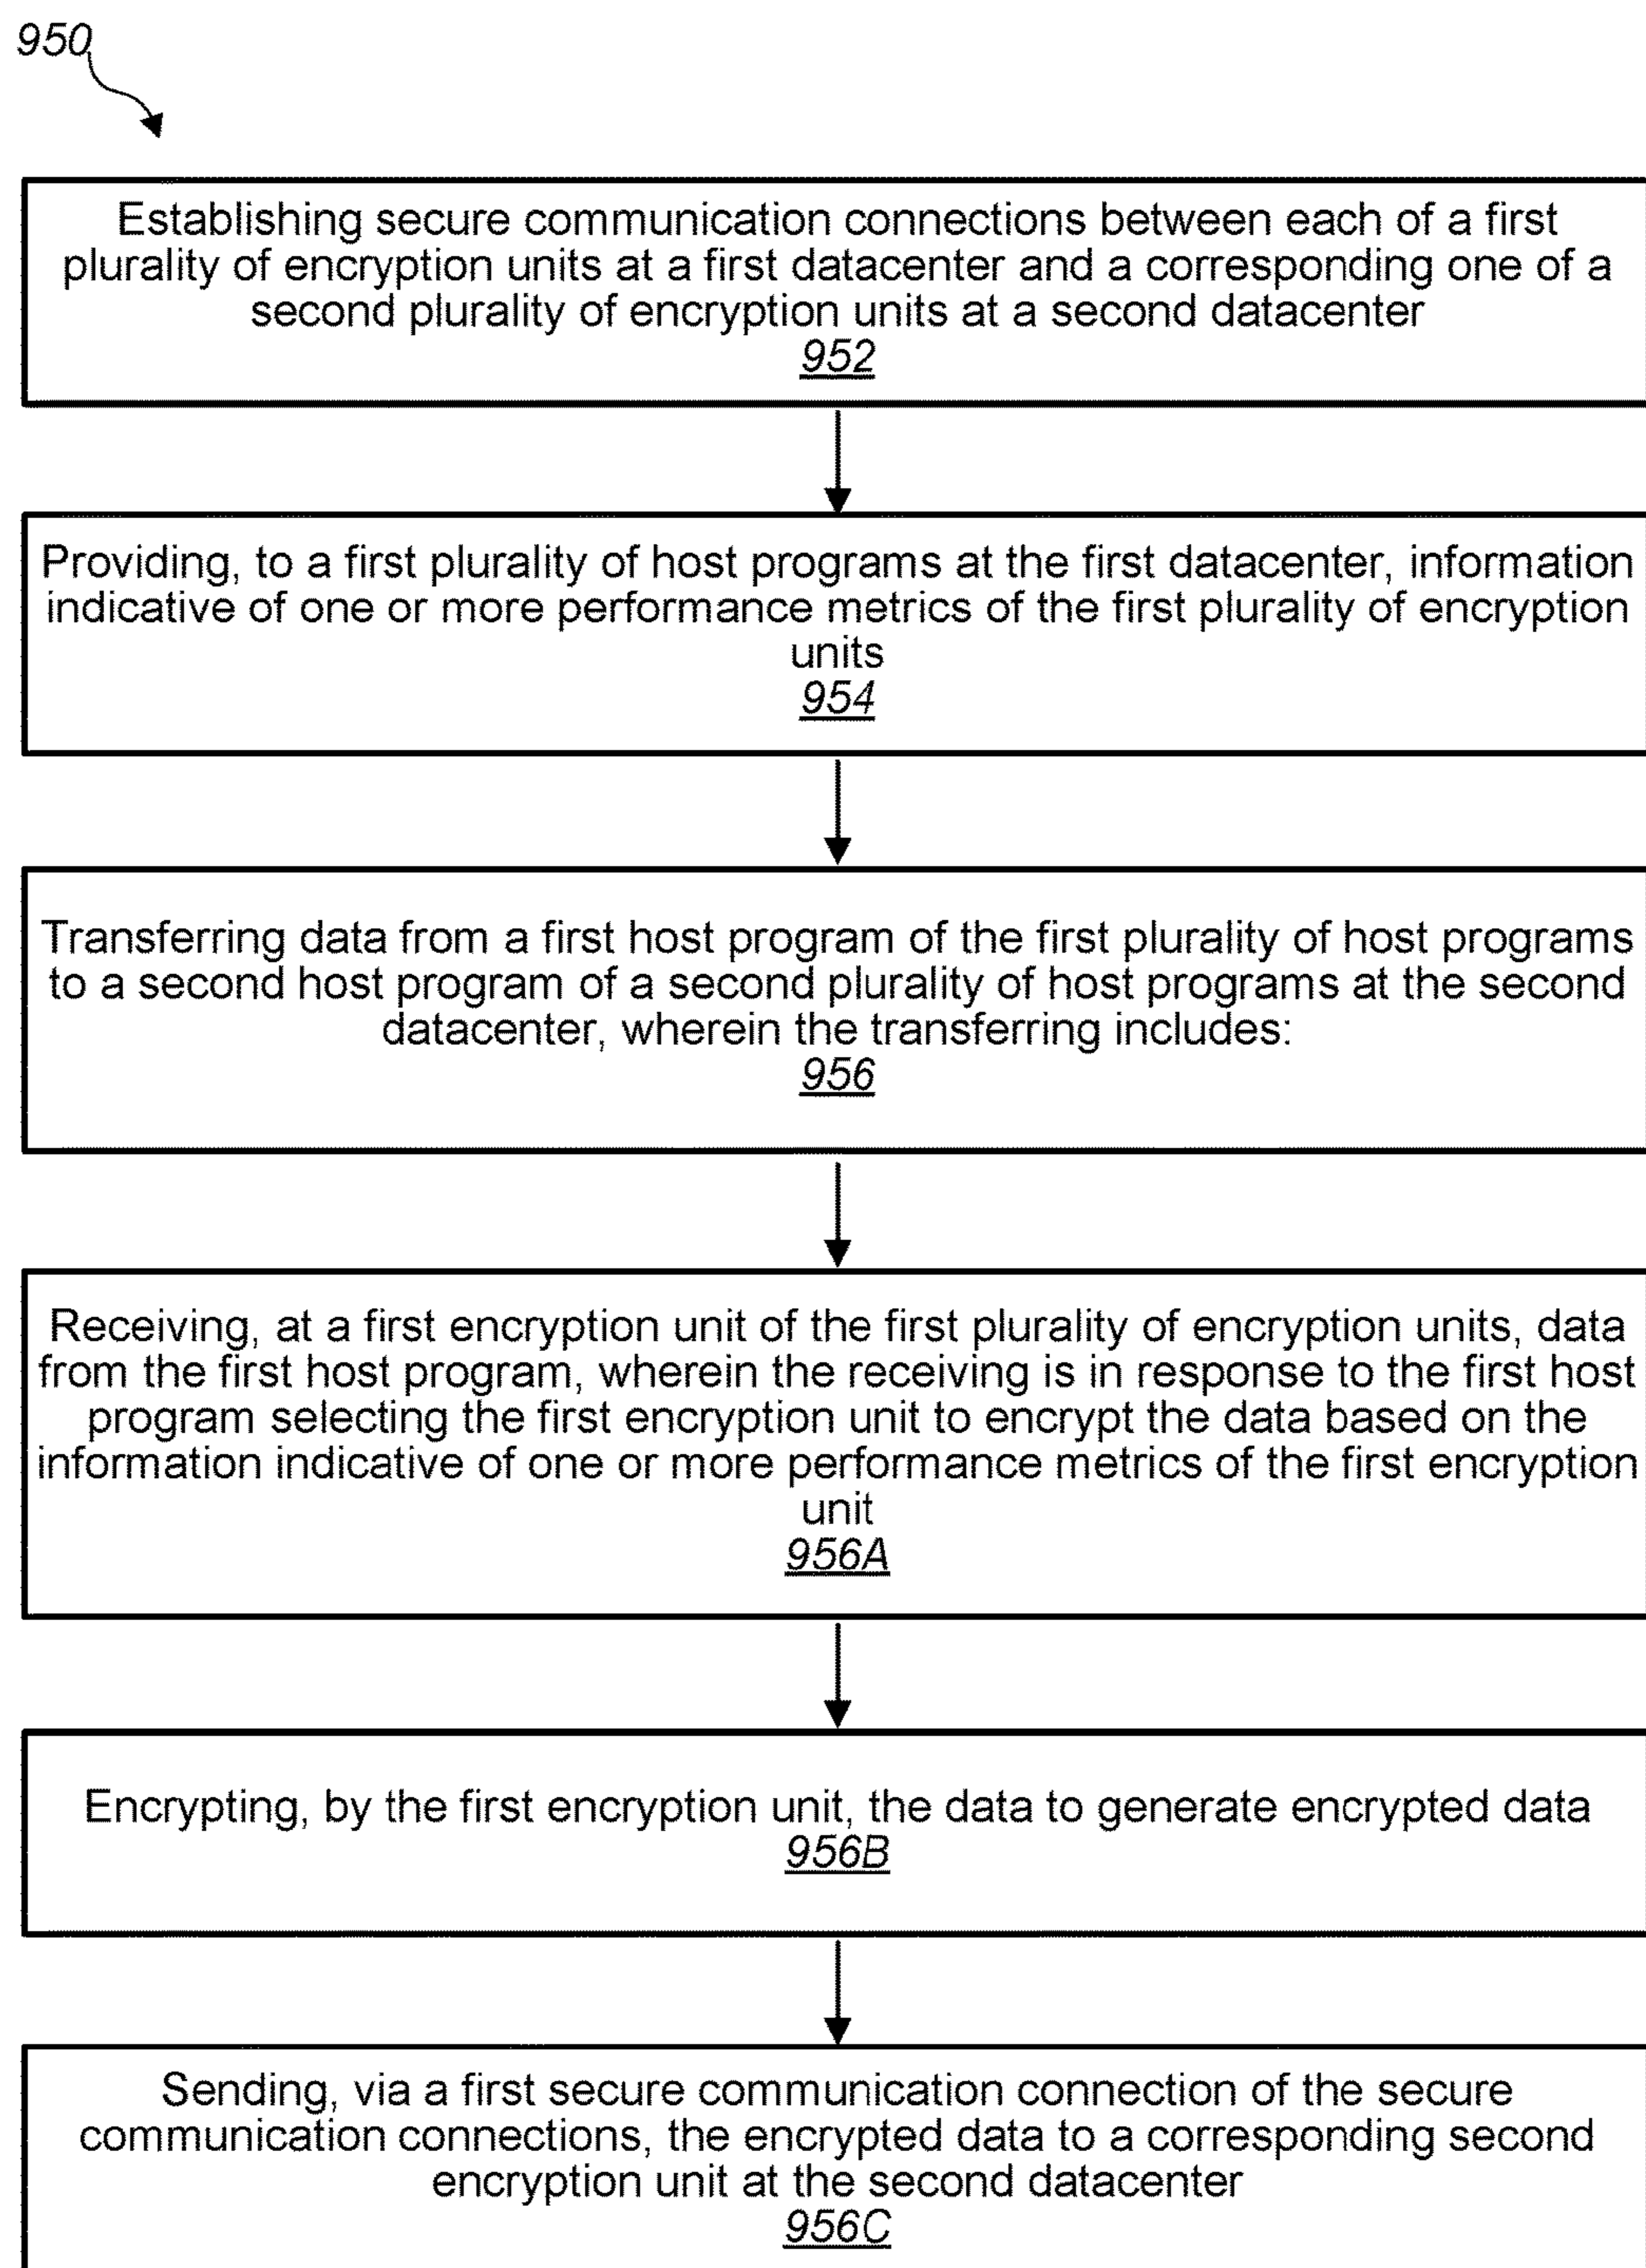 950
Establishing secure communication connections between each of a first
plurality of encryption units at a first datacenter and a corresponding one of a
second plurality of encryption units at a second datacenter
952
Providing, to a first plurality of host programs at the first datacenter, information
indicative of one or more performance metrics of the first plurality of encryption
units
954
Transferring data from a first host program of the first plurality of host programs
to a second host program of a second plurality of host programs at the second
datacenter, wherein the transferring includes:
956
Receiving, at a first encryption unit of the first plurality of encryption units, data
from the first host program, wherein the receiving is in response to the first host
program selecting the first encryption unit to encrypt the data based on the
information indicative of one or more performance metrics of the first encryption
unit
956A
Encrypting, by the first encryption unit, the data to generate encrypted data
956B
Sending, via a first secure communication connection of the secure
communication connections, the encrypted data to a corresponding second
encryption unit at the second datacenter
956C